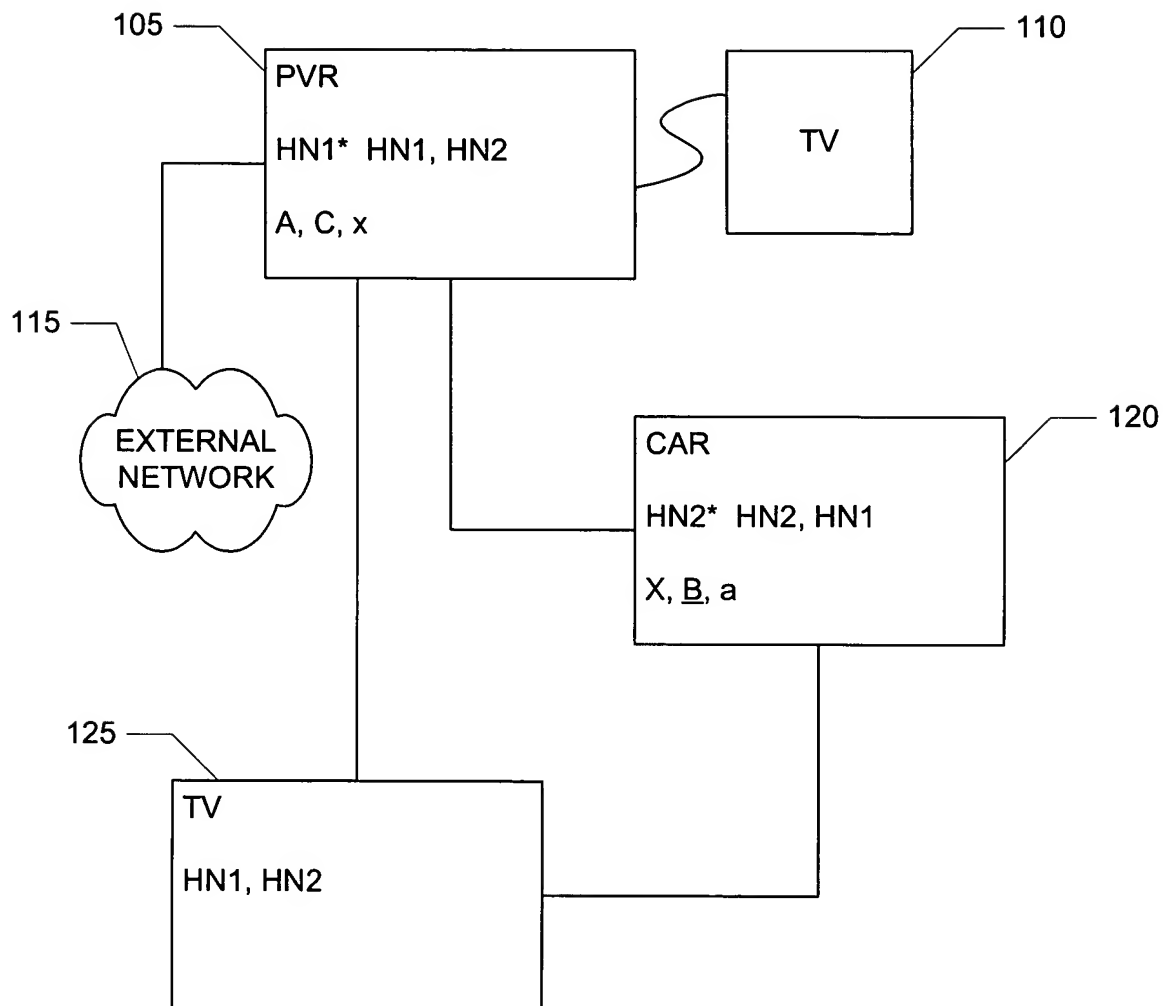 105
110
PVR
HN1* HN1, HN2
A, C, x
TV
115
EXTERNAL
NETWORK
120
CAR
HN2* HN2, HN1
X, B, a
125
TV
HN1, HN2